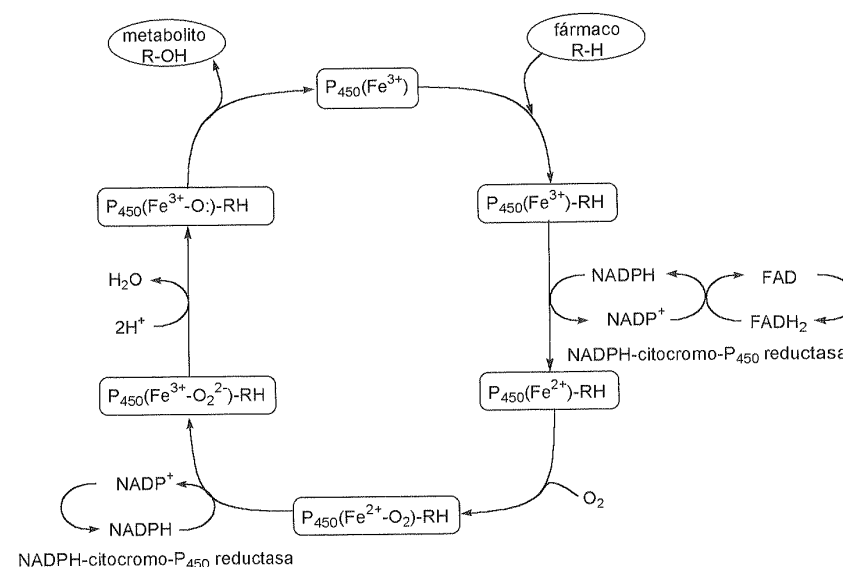 metabolito
R-OH
fármaco
R-H
P450(Fe3+)
P450(Fe3+-O:)-RH
P450(Fe3+)-RH
H2O
2H+
NADPH
FAD
NADP+
FADH2
NADPH-citocromo-P450 reductasa
P450(Fe3+-O2 2-)-RH
P450(Fe2+)-RH
NADP+
NADPH
P450(Fe2+-O2)-RH
O2
NADPH-citocromo-P450 reductasa